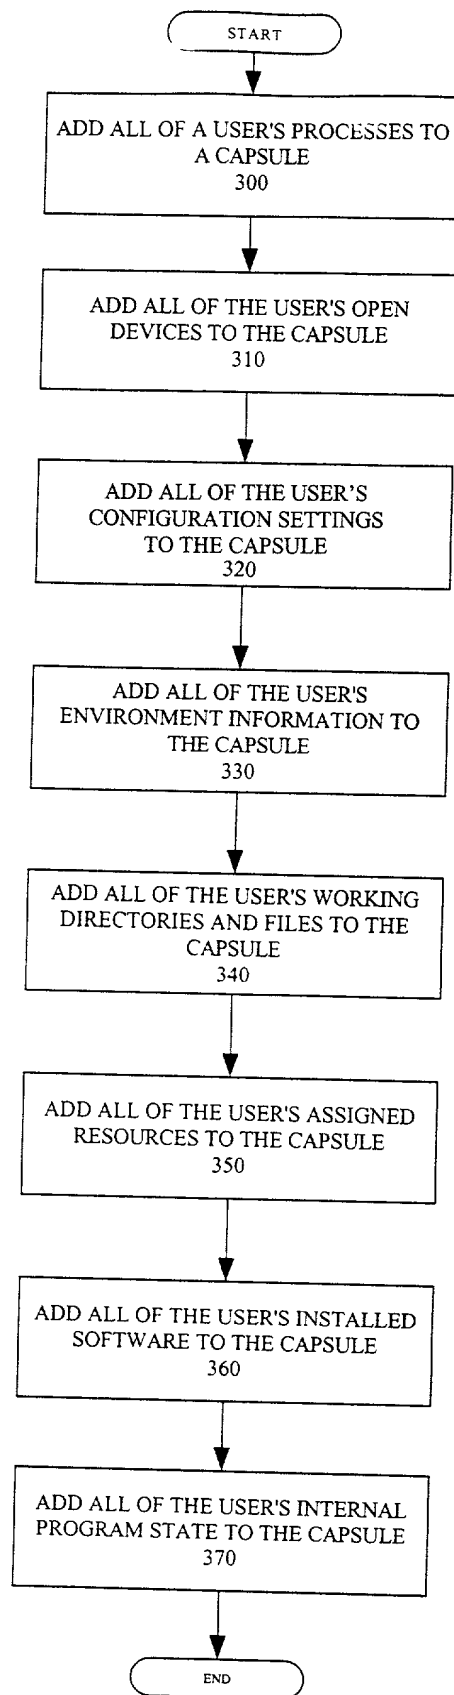 START
ADD ALL OF A USER'S PROCESSES TO
A CAPSULE
300
ADD ALL OF THE USER'S OPEN
DEVICES TO THE CAPSULE
310
ADD ALL OF THE USER'S
CONFIGURATION SETTINGS
TO THE CAPSULE
320
ADD ALL OF THE USER'S
ENVIRONMENT INFORMATION TO
THE CAPSULE
330
ADD ALL OF THE USER'S WORKING
DIRECTORIES AND FILES TO THE
CAPSULE
340
ADD ALL OF THE USER'S ASSIGNED
RESOURCES TO THE CAPSULE
350
ADD ALL OF THE USER'S INSTALLED
SOFTWARE TO THE CAPSULE
360
ADD ALL OF THE USER'S INTERNAL
PROGRAM STATE TO THE CAPSULE
370
END